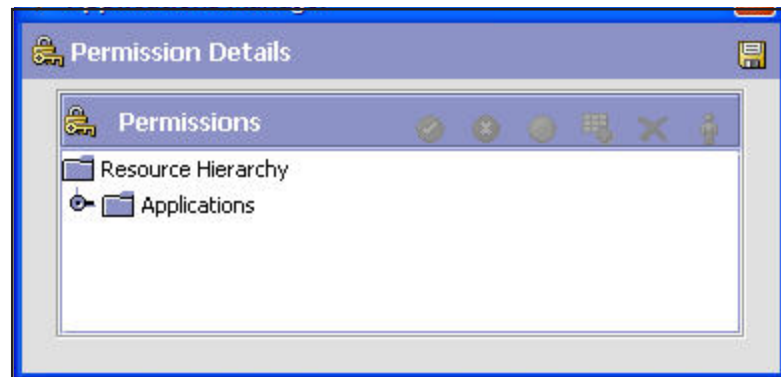 Permission Details
Permissions
Resource Hierarchy
Applications